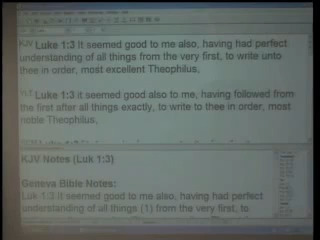 KJV Luke 1:3 It seemed good to me also, having had perfect
understanding of all things from the very first, to write unto
thee in order, most excellent Theophilus,
YLT Luke 1:3 it seemed good also to me, having followed from
the first after all things exactly, to write to thee in order, most
noble Theophilus,
KJV Notes (Luk 1:3)
Geneva Bible Notes:
Luk 1:3 It seemed good to me also, having had perfect
understanding of all things (1) from the very first, to